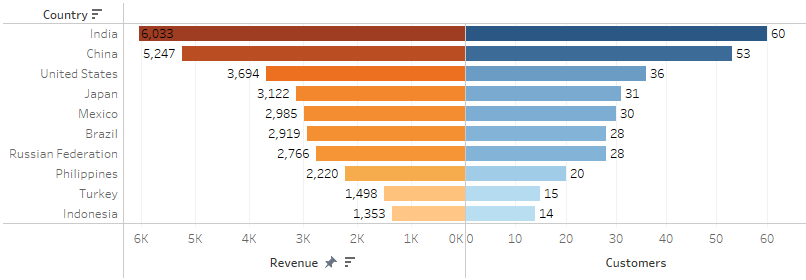 Country
India 6,033 60
China 5,247 53
United States 3,694 36
Japan 3,122 31
Mexico 2,985 30
Brazil 2,919 28
Russian Federation 2,766 28
Philippines 2,220 20
Turkey 1,498 15
Indonesia 1,353 14
6K 5K 4K 3K 2K 1K 0K 0 10 20 30 40 50 60
Revenue Customers